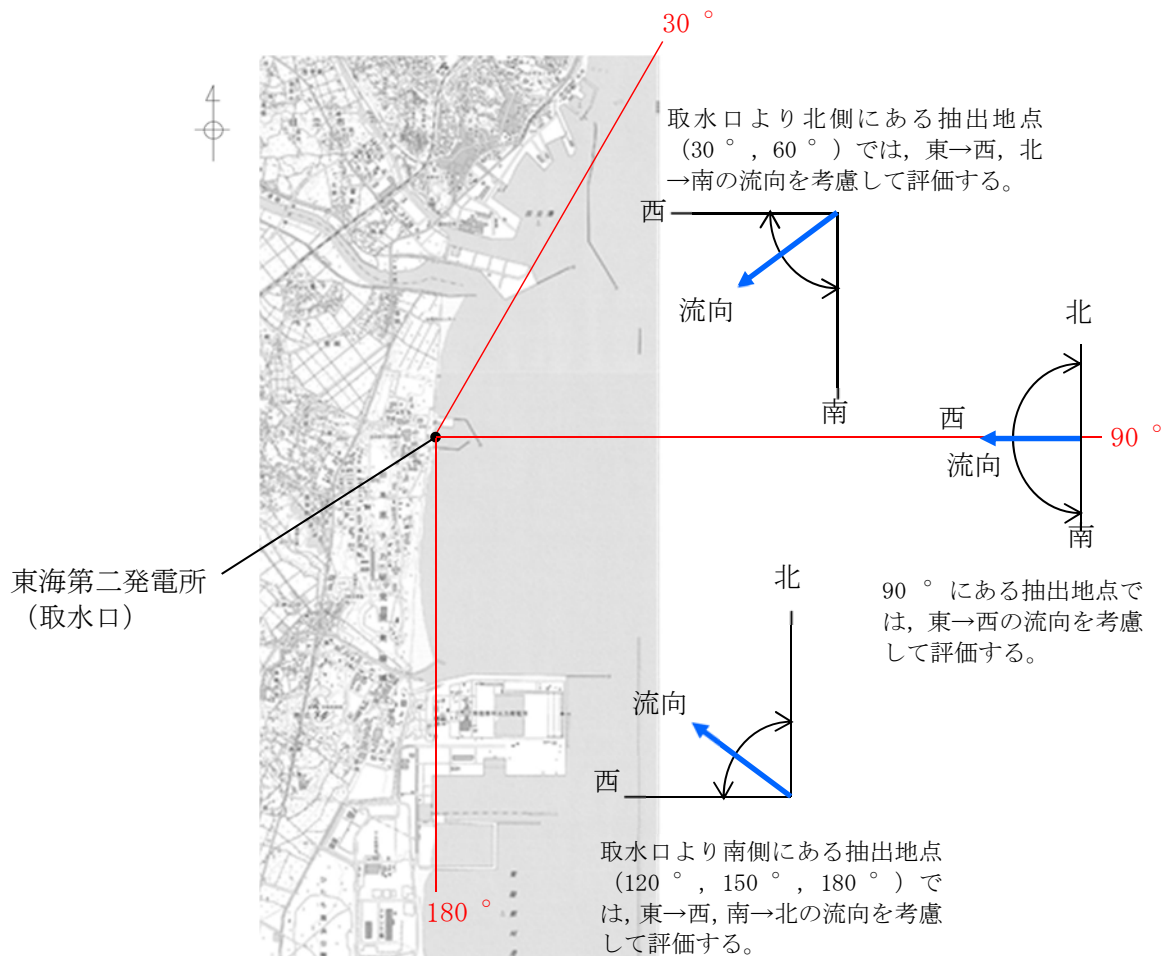 30 °
取水口より北側にある抽出地点
（30 °，60 °）では，東→西，北
→南の流向を考慮して評価する。
西
流向
南
北
西
90 °
流向
南
東海第二発電所
（取水口）
90 °にある抽出地点で
は，東→西の流向を考慮
して評価する。
北
流向
西
取水口より南側にある抽出地点
（120 °，150 °，180 °）で
は，東→西，南→北の流向を考慮
して評価する。
180 °